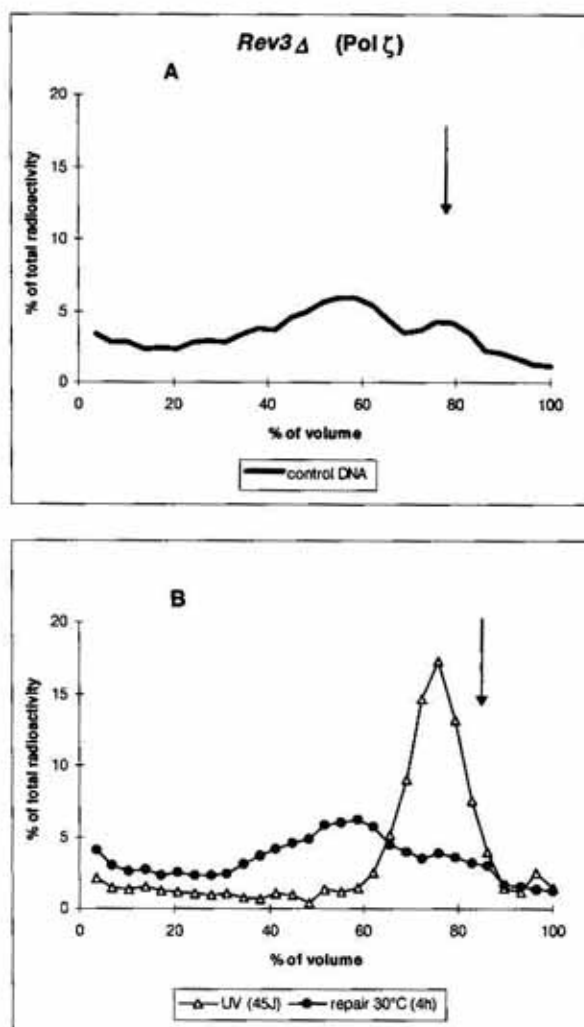 Rev3 Δ (Pol ζ)
A
20
15
10
5
0
% of total radioactivity
0 20 40 60 80 100
% of volume
control DNA
B
20
15
10
5
0
% of total radioactivity
0 20 40 60 80 100
% of volume
UV (45J) repair 30°C (4h)